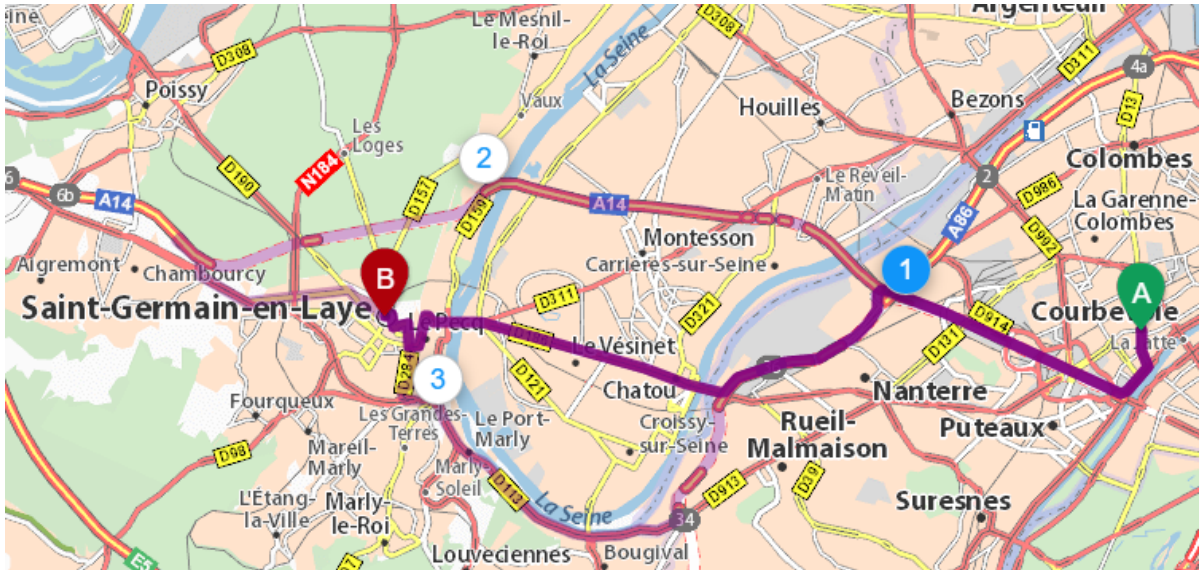 Le Mesnil-
le-Roi
D308
Argenteuil
D308
La Seine
D311
4a
Poissy
Vaux
Houilles
Bezons
D13
Les
Loges
2
Colombes
N184
D190
D157
Le Réveil-
Matin
2
D986
6
6b
A14
D159
A14
A86
La Garenne-
Colombes
D992
Montesson
Aigremont
Chambourcy
B
Carrières-sur-Seine
1
A
Saint-Germain-en-Laye
D311
D321
D914
Courbevoie
Le Pecq
D131
Le Vésinet
D284
3
D121
Chatou
Nanterre
Fourqueux
Les Grandes-
Terres
Le Port-
Marly
Croissy-
sur-Seine
Rueil-
Malmaison
Puteaux
D98
Mareil-
Marly
Marly-
Soleil
D113
D913
D39
L'Étang-
la-Ville
Marly-
le-Roi
La Seine
34
Suresnes
E5
Louveciennes
Bougival